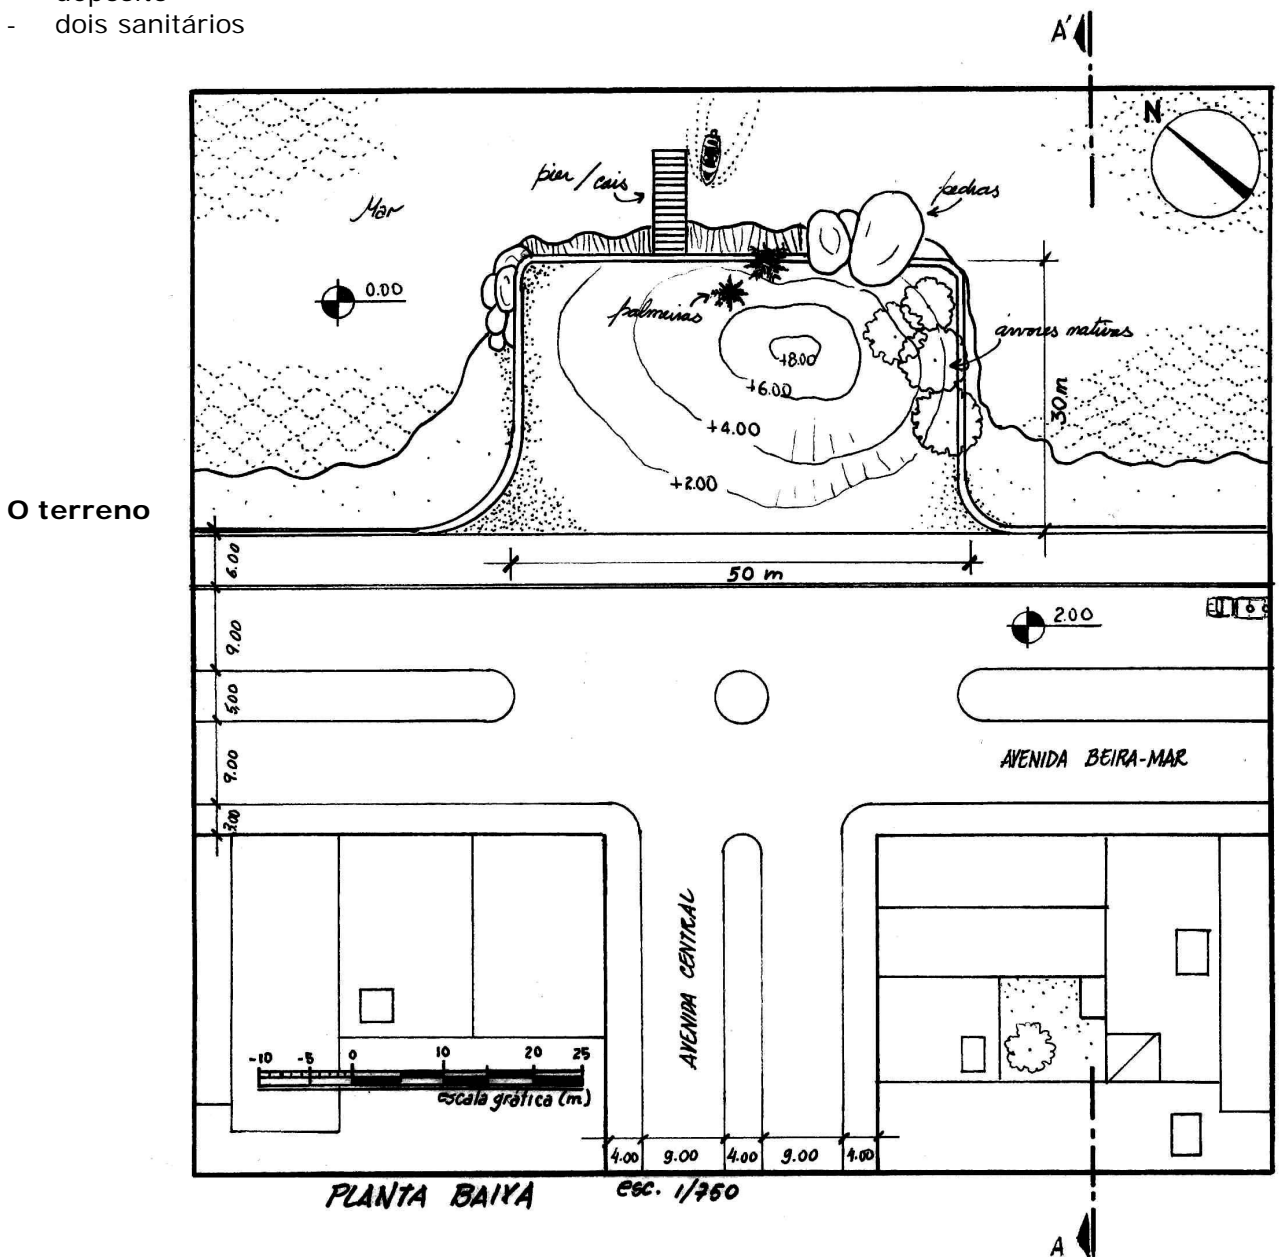 depósito
- dois sanitários
A'
N
pier / cais
pedras
Mar
0.00
palmeiras
árvores nativas
+8.00
+6.00
+4.00
+2.00
30 m
O terreno
6.00
50 m
9.00
2.00
5.00
9.00
AVENIDA BEIRA-MAR
3.00
AVENIDA CENTRAL
-10 -5 0 10 20 25
escala gráfica (m)
4.00 9.00 4.00 9.00 4.00
PLANTA BAIXA esc. 1/750
A